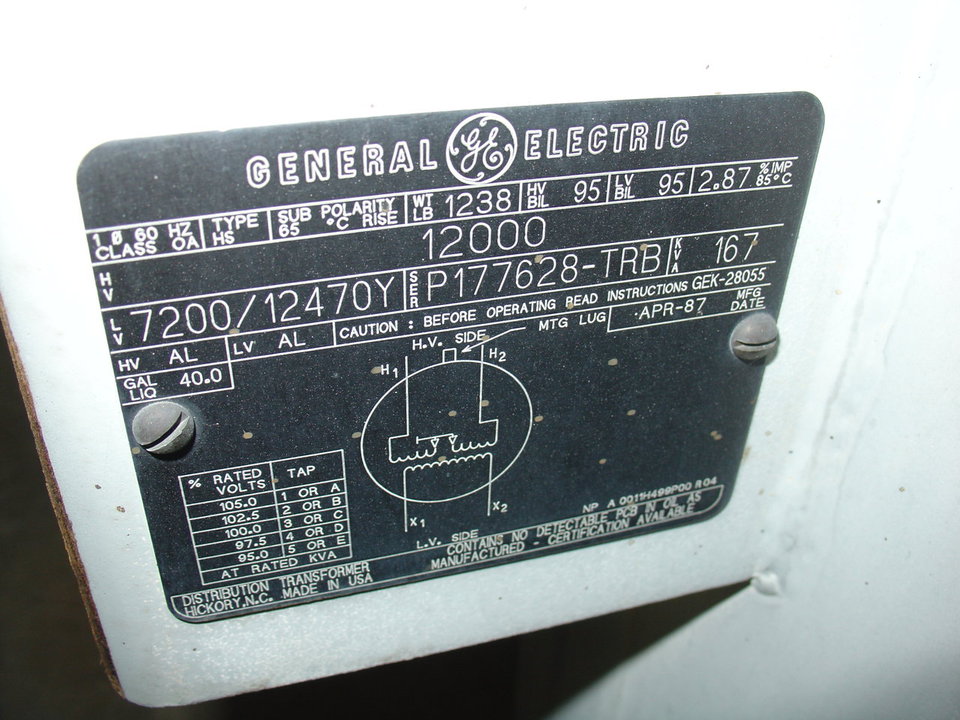 GENERAL GE ELECTRIC
1 Ø 60 HZ CLASS OA TYPE HS SUB POLARITY 65 °C RISE WT LB 1238 HV BIL 95 LV BIL 95 2.87 %IMP 85°C
HV 12000
LV 7200/12470Y SER P177628-TRB KVA 167
HV AL LV AL CAUTION : BEFORE OPERATING READ INSTRUCTIONS GEK-28055
GAL LIQ 40.0
APR-87 MFG DATE
H.V. SIDE MTG LUG
H1 H2
% RATED VOLTS TAP
105.0 1 OR A
102.5 2 OR B
100.0 3 OR C
97.5 4 OR D
95.0 5 OR E
AT RATED KVA
X1 X2
L.V. SIDE
NP A 0011H499P00 R04
CONTAINS NO DETECTABLE PCB IN OIL AS
MANUFACTURED - CERTIFICATION AVAILABLE
DISTRIBUTION TRANSFORMER
HICKORY,N.C. MADE IN USA